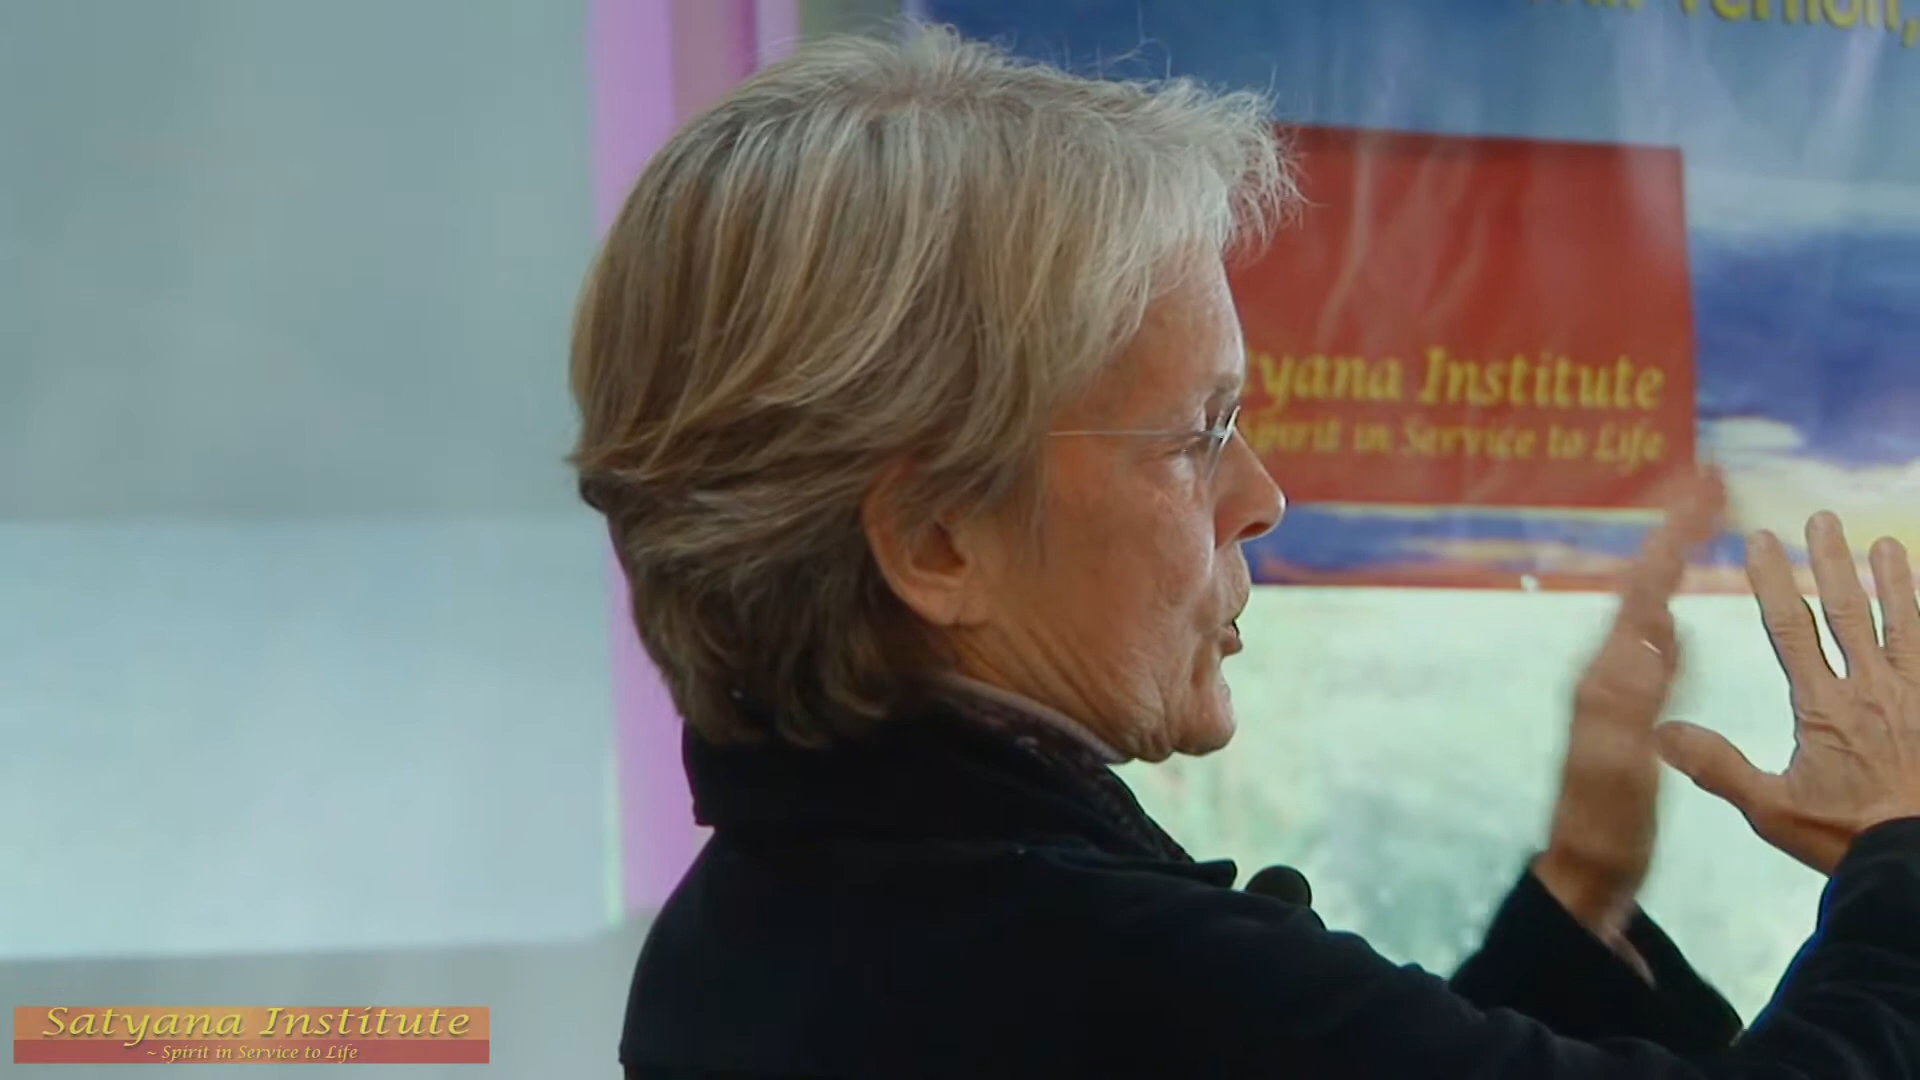 tyana Institute
Spirit in Service to Life
Satyana Institute
~ Spirit in Service to Life